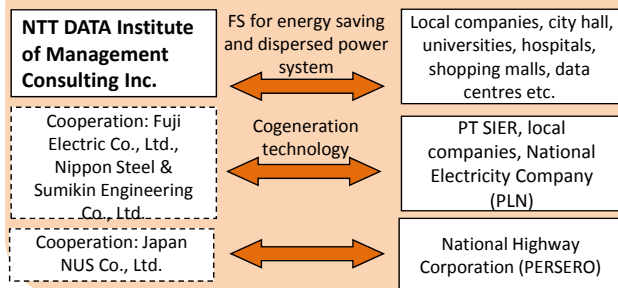 NTT DATA Institute
of Management
Consulting Inc.
FS for energy saving
and dispersed power
system
Local companies, city hall,
universities, hospitals,
shopping malls, data
centres etc.
Cooperation: Fuji
Electric Co., Ltd.,
Nippon Steel &
Sumikin Engineering
Co., Ltd.
Cogeneration
technology
PT SIER, local
companies, National
Electricity Company
(PLN)
Cooperation: Japan
NUS Co., Ltd.
National Highway
Corporation (PERSERO)